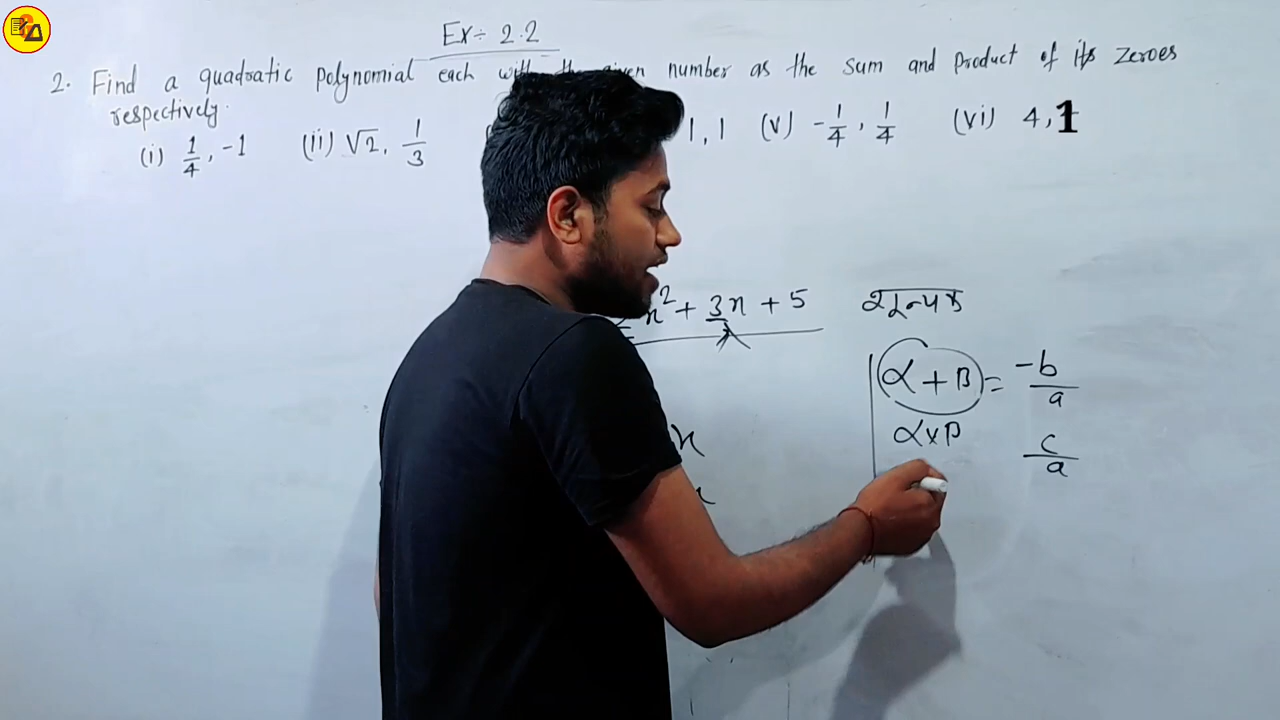 Ex÷ 2.2
2. Find a quadratic polynomial each with the given number as the sum and product of its zeroes
respectively.
(i) 1/4, -1 (ii) √2, 1/3 1, 1 (v) -1/4, 1/4 (vi) 4, 1
x² + 3x + 5
α + β = -b/a
α×β c/a
x